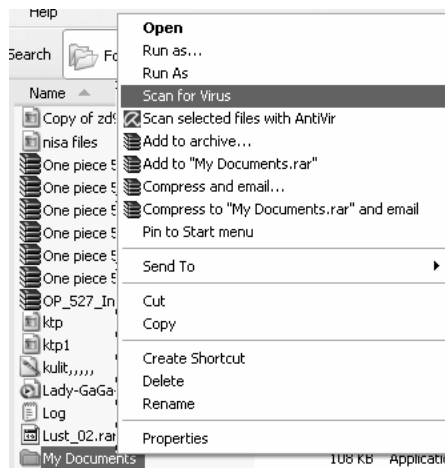 Help
Search
Fo
Name
Copy of zd9
nisa files
One piece 5
One piece 5
One piece 5
One piece 5
One piece 5
One piece 5
OP_527_In
ktp
ktp1
kulit,,,,,
Lady-GaGa-
Log
Lust_02.rar
My Documents
108 KB
Applicati
Open
Run as...
Run As
Scan for Virus
Scan selected files with AntiVir
Add to archive...
Add to "My Documents.rar"
Compress and email...
Compress to "My Documents.rar" and email
Pin to Start menu
Send To
Cut
Copy
Create Shortcut
Delete
Rename
Properties